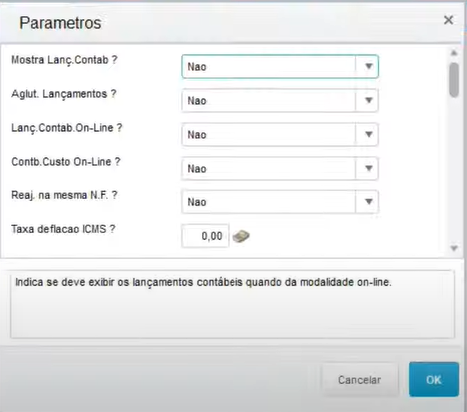 Parametros
×
Mostra Lanç.Contab ?
Nao
Aglut. Lançamentos ?
Nao
Lanç.Contab.On-Line ?
Nao
Contb.Custo On-Line ?
Nao
Reaj. na mesma N.F. ?
Nao
Taxa deflacao ICMS ?
0,00
Indica se deve exibir os lançamentos contábeis quando da modalidade on-line.
Cancelar
OK